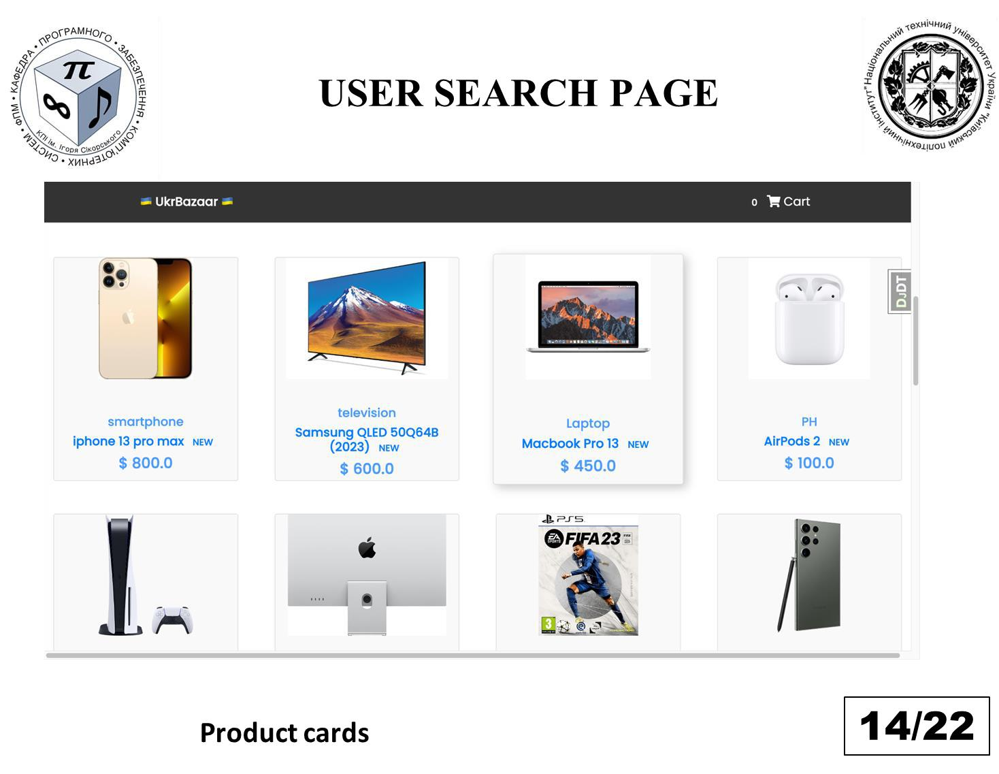 ФПМ • КАФЕДРА • ПРОГРАМНОГО • ЗАБЕЗПЕЧЕННЯ • КОМП'ЮТЕРНИХ • СИСТЕМ •
π
∞
КПІ ім. Ігоря Сікорського
USER SEARCH PAGE
Національний технічний університет України "Київський політехнічний інститут"
UkrBazaar
0 Cart
DJDT
smartphone
iphone 13 pro max NEW
$ 800.0
television
Samsung QLED 50Q64B
(2023) NEW
$ 600.0
Laptop
Macbook Pro 13 NEW
$ 450.0
PH
AirPods 2 NEW
$ 100.0
PS5
EA SPORTS FIFA 23
3
Product cards
14/22